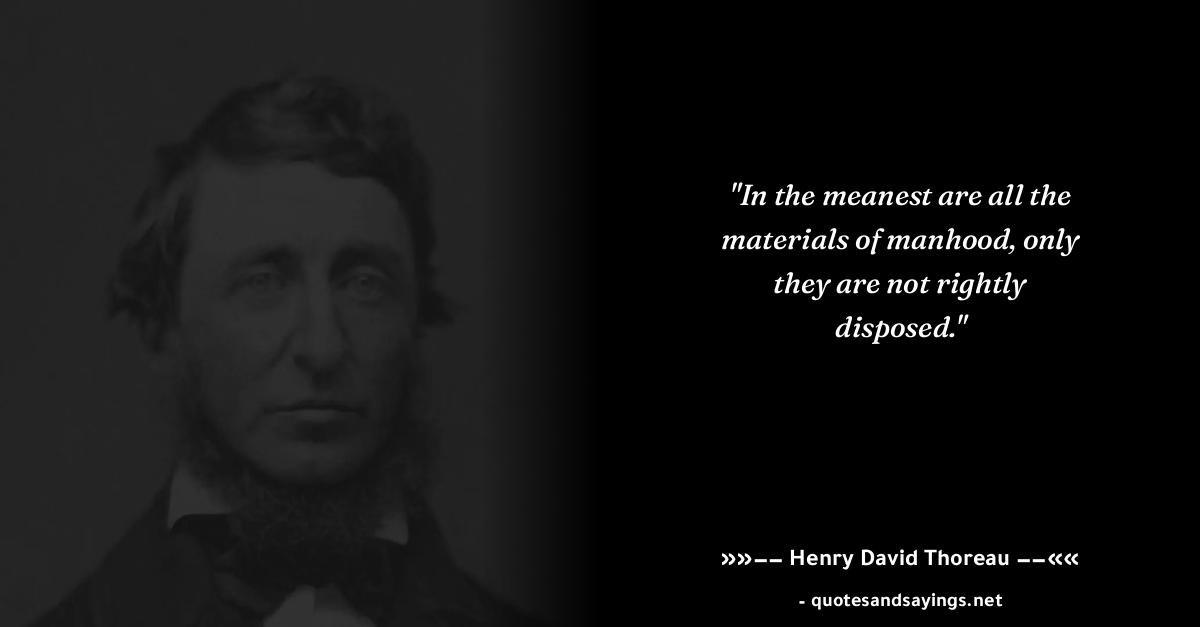 "In the meanest are all the
materials of manhood, only
they are not rightly
disposed."
»»−− Henry David Thoreau −−««
- quotesandsayings.net